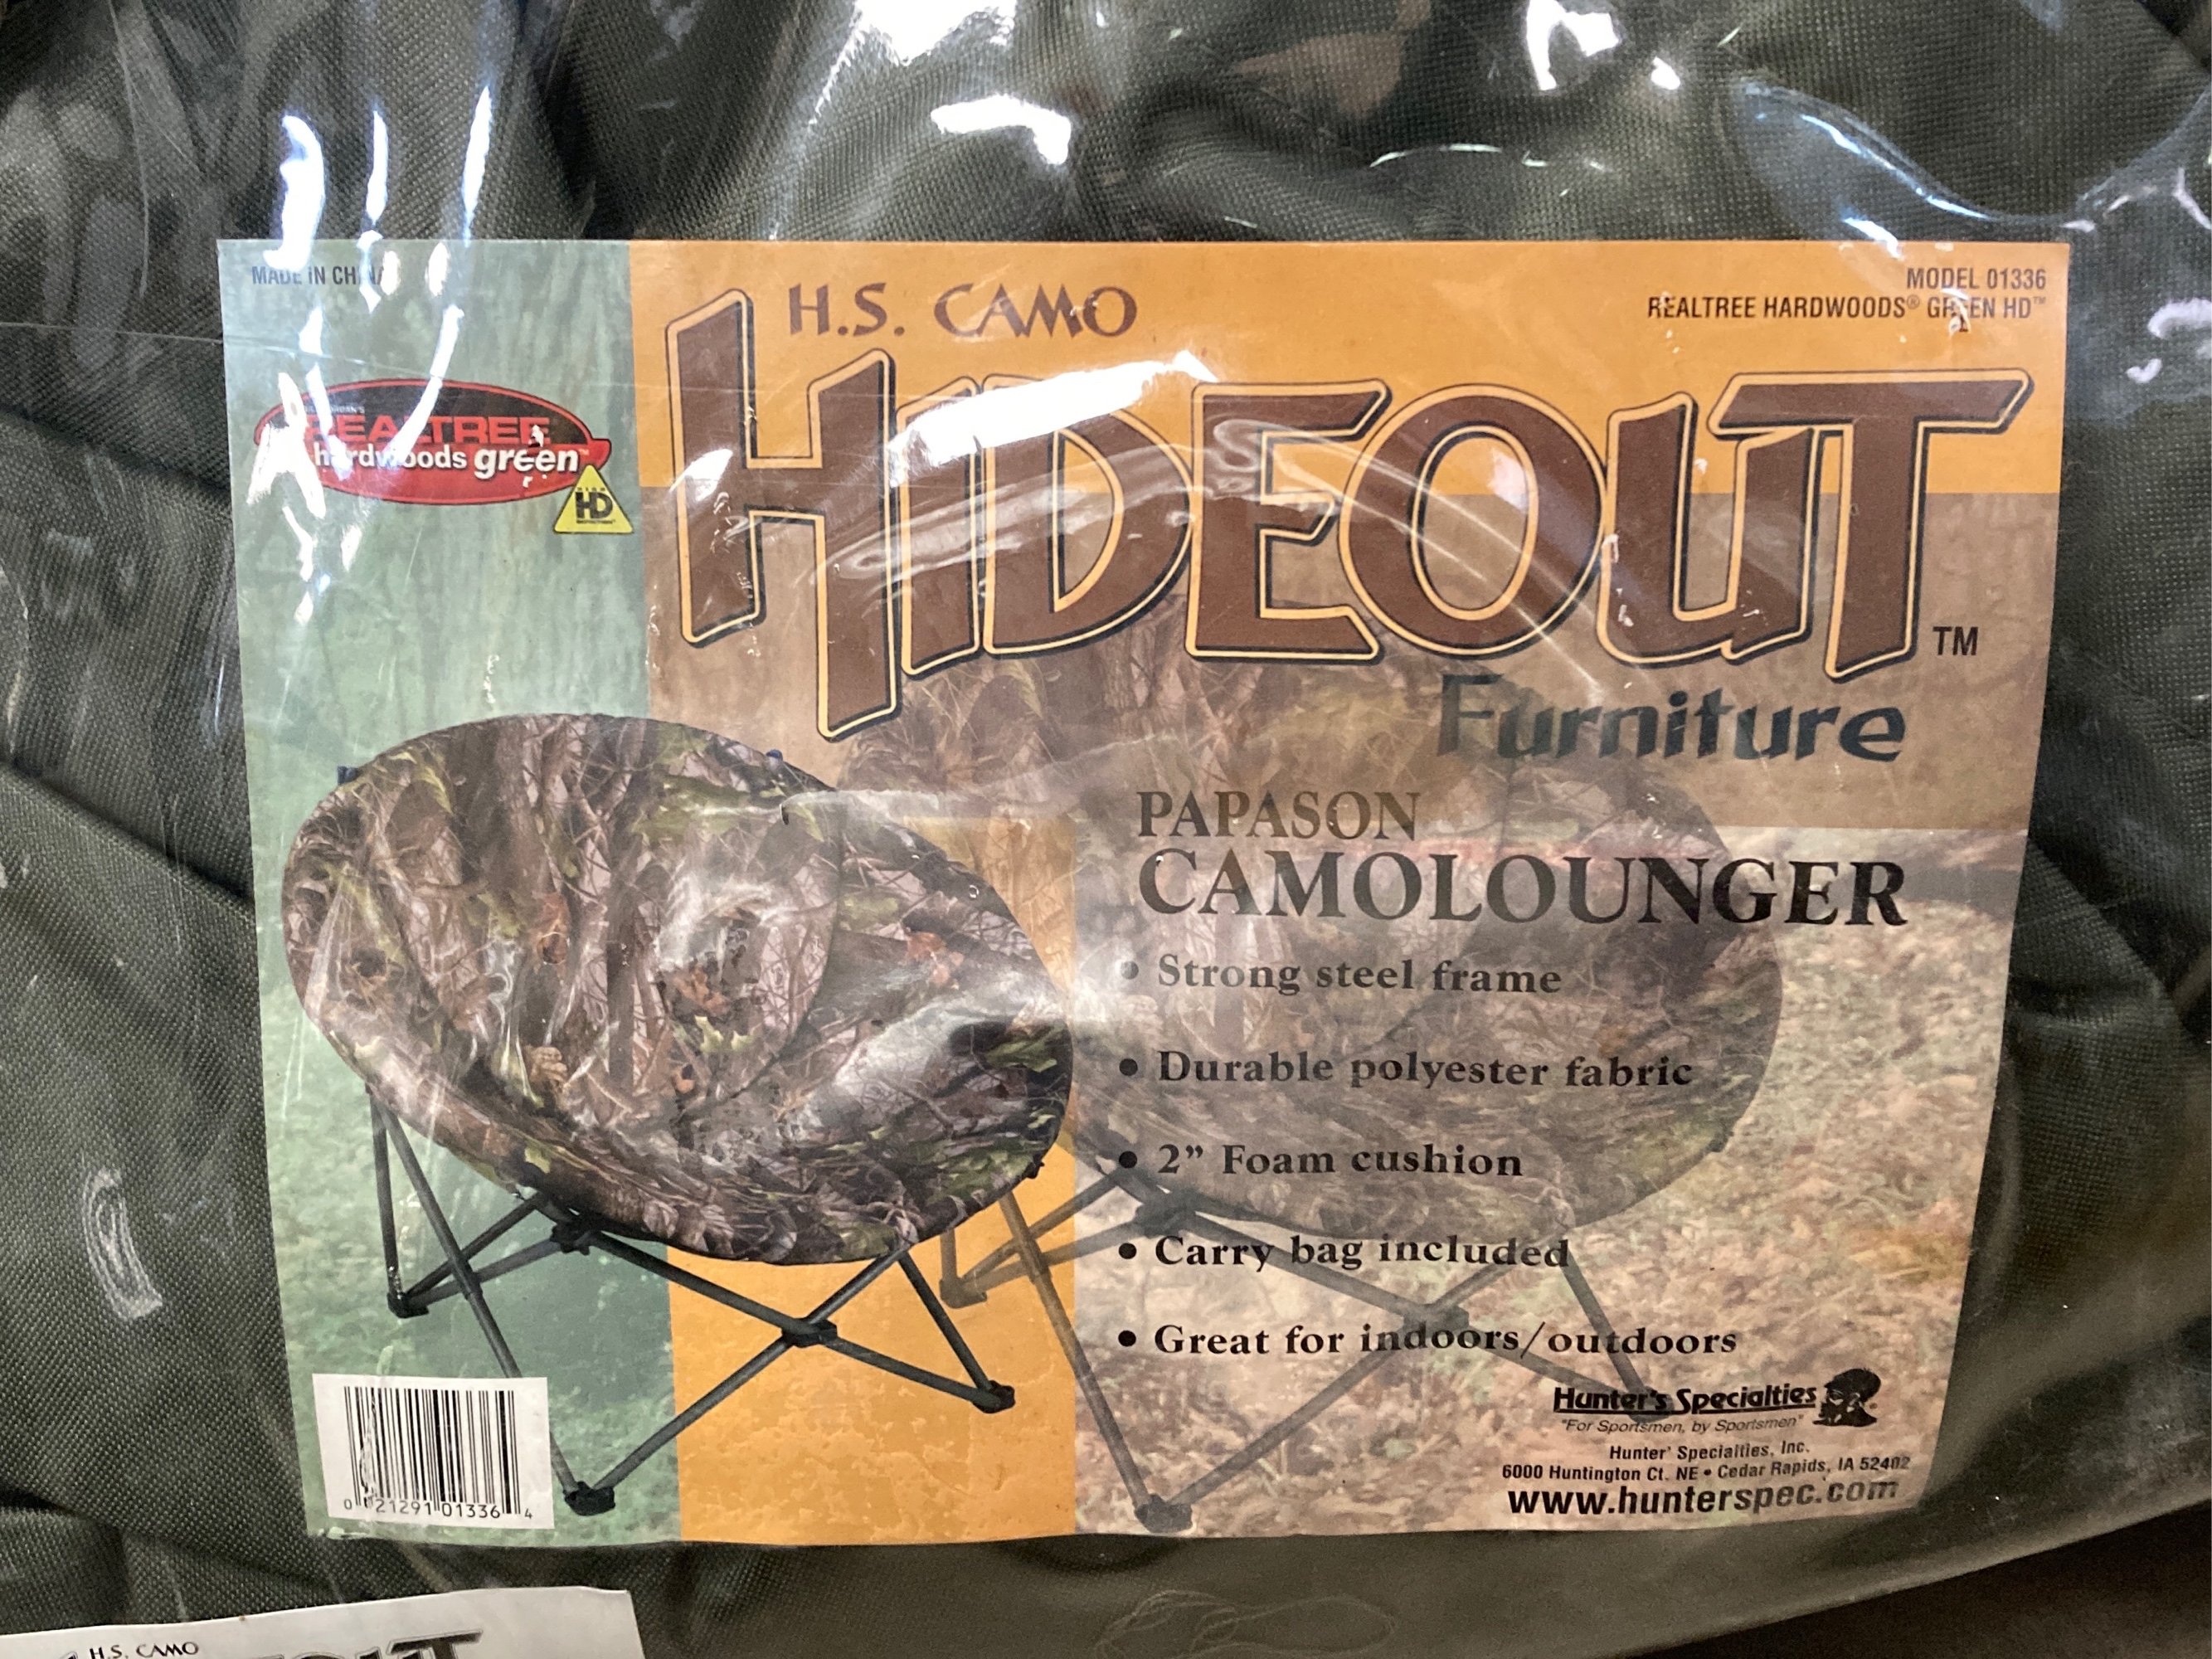 MADE IN CHINA
MODEL 01336
REALTREE HARDWOODS® GREEN HD™
H.S. CAMO
HIDEOUT™
Furniture
REALTREE
hardwoods green™
HD
PAPASON
CAMOLOUNGER
• Strong steel frame
• Durable polyester fabric
• 2” Foam cushion
• Carry bag included
• Great for indoors/outdoors
Hunter's Specialties
"For Sportsmen, by Sportsmen"
Hunter' Specialties, Inc.
6000 Huntington Ct. NE • Cedar Rapids, IA 52402
www.hunterspec.com
0 21291 01336 4
H.S. CAMO